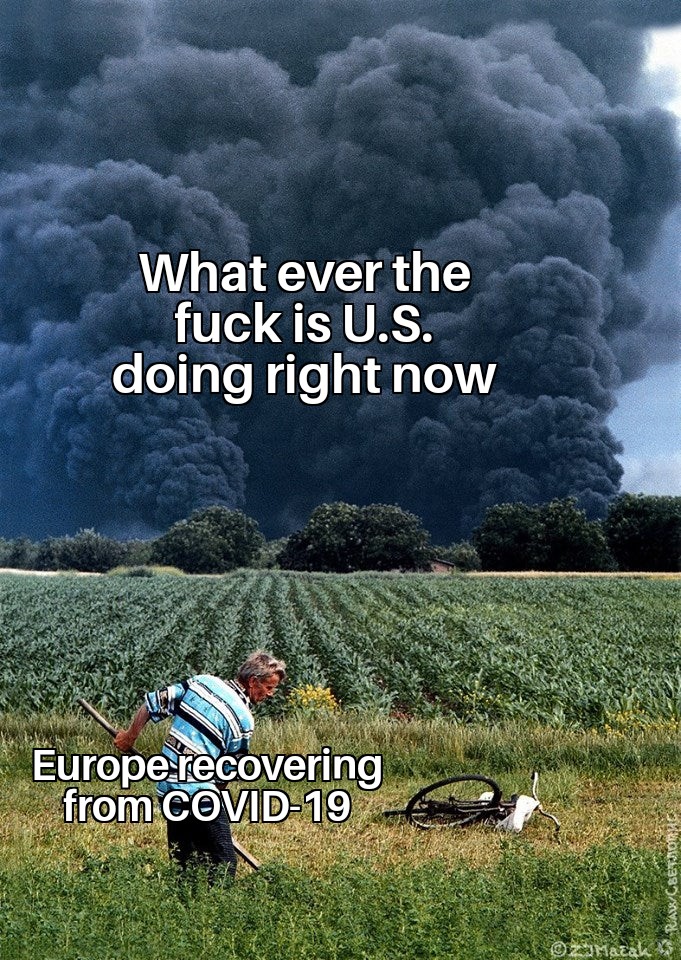 What ever the
fuck is U.S.
doing right now
Europe recovering
from COVID-19